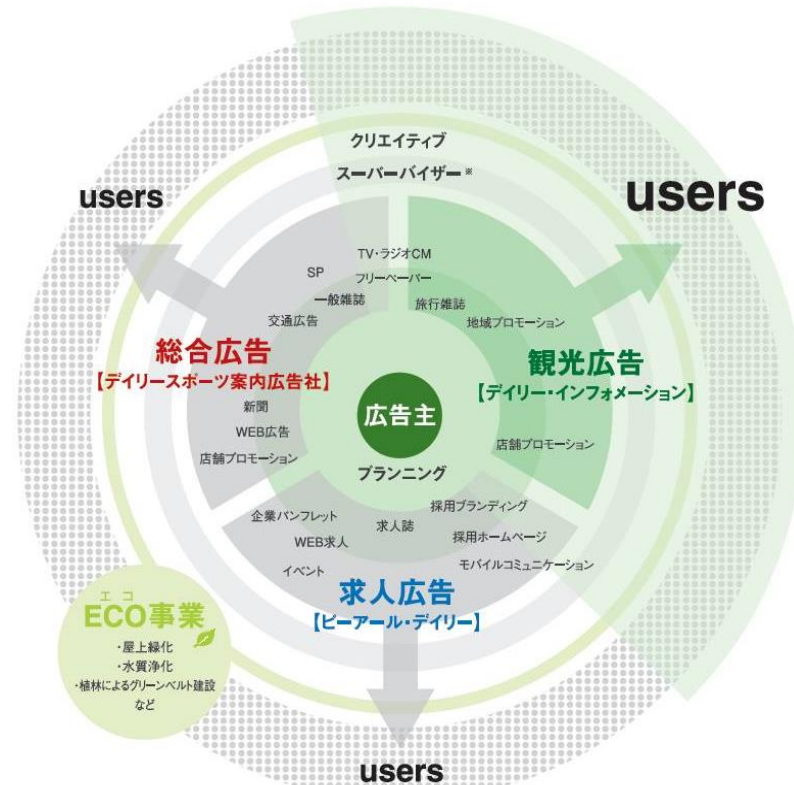 クリエイティブ
スーパーバイザー※
users
users
TV・ラジオCM
SP
フリーペーパー
一般雑誌
旅行雑誌
交通広告
地域プロモーション
総合広告
【デイリースポーツ案内広告社】
観光広告
【デイリー・インフォメーション】
広告主
新聞
WEB広告
店舗プロモーション
店舗プロモーション
プランニング
採用ブランディング
企業パンフレット
求人誌
WEB求人
採用ホームページ
イベント
モバイルコミュニケーション
求人広告
【ピーアール・デイリー】
エコ
ECO事業
・屋上緑化
・水質浄化
・植林によるグリーンベルト建設
など
users